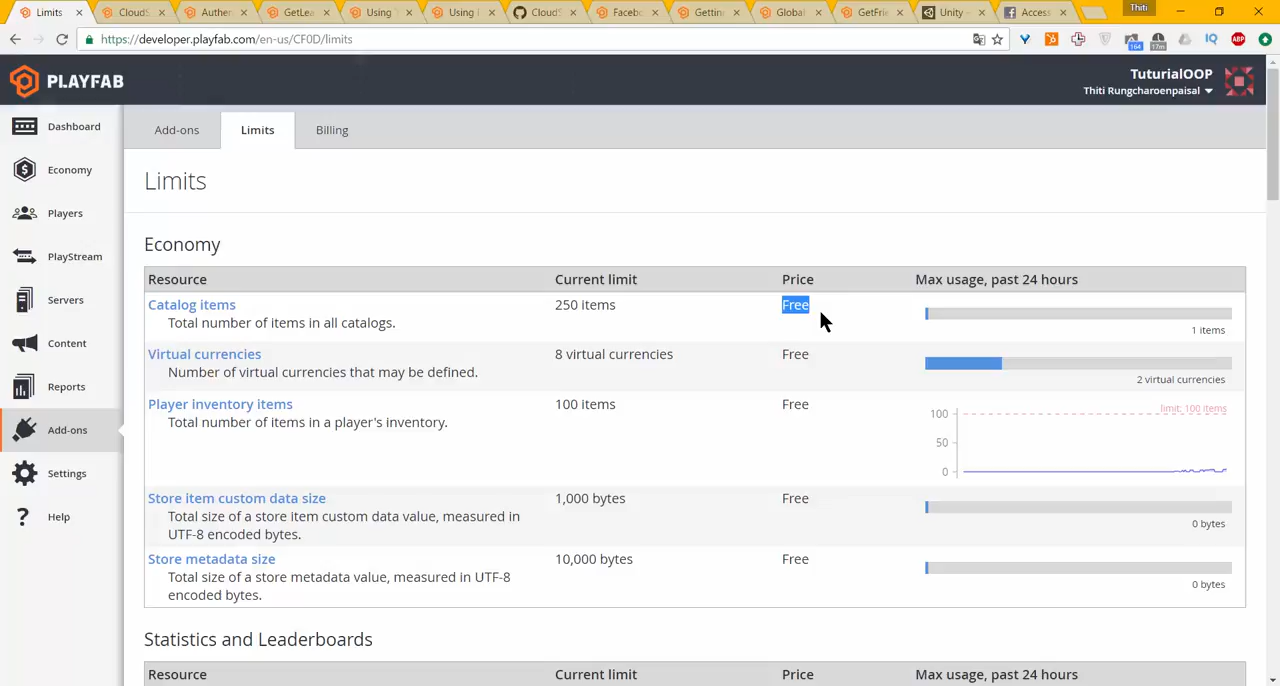 Limits
CloudS
Authen
GetLea
Using
Using
CloudS
Facebo
Gettin
Global
GetFrie
Unity -
Access
Thiti
https://developer.playfab.com/en-us/CF0D/limits
164
17m
IQ
ABP
PLAYFAB
TuturialOOP
Thiti Rungcharoenpaisal
Dashboard
Economy
Players
PlayStream
Servers
Content
Reports
Add-ons
Settings
Help
Add-ons
Limits
Billing
Limits
Economy
Resource Current limit Price Max usage, past 24 hours
Catalog items 250 items Free
Total number of items in all catalogs.
1 items
Virtual currencies 8 virtual currencies Free
Number of virtual currencies that may be defined.
2 virtual currencies
Player inventory items 100 items Free
Total number of items in a player's inventory.
limit: 100 items
100
50
0
Store item custom data size 1,000 bytes Free
Total size of a store item custom data value, measured in
UTF-8 encoded bytes.
0 bytes
Store metadata size 10,000 bytes Free
Total size of a store metadata value, measured in UTF-8
encoded bytes.
0 bytes
Statistics and Leaderboards
Resource Current limit Price Max usage, past 24 hours